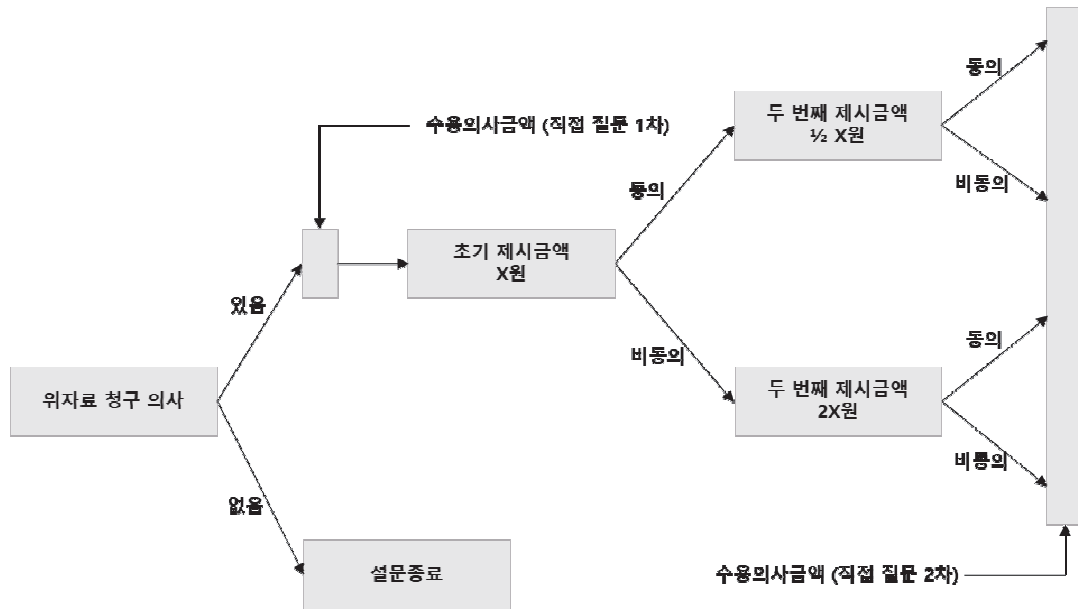 수용의사금액 (직접 질문 1차)
위자료 청구 의사
있음
없음
설문종료
초기 제시금액
X원
동의
비동의
두 번째 제시금액
½ X원
동의
비동의
두 번째 제시금액
2X원
동의
비동의
수용의사금액 (직접 질문 2차)